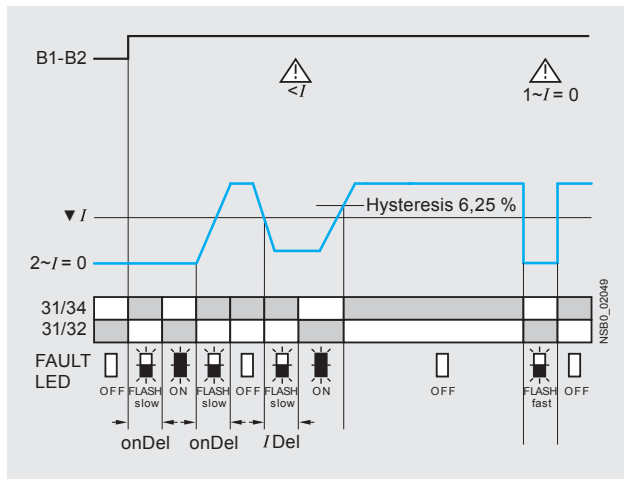 B1-B2
<I
1~I = 0
▼ I
Hysteresis 6,25 %
2~I = 0
31/34
31/32
FAULT
LED
OFF FLASH slow ON FLASH slow OFF FLASH slow ON OFF FLASH fast OFF
onDel onDel I Del
NSB0_02049